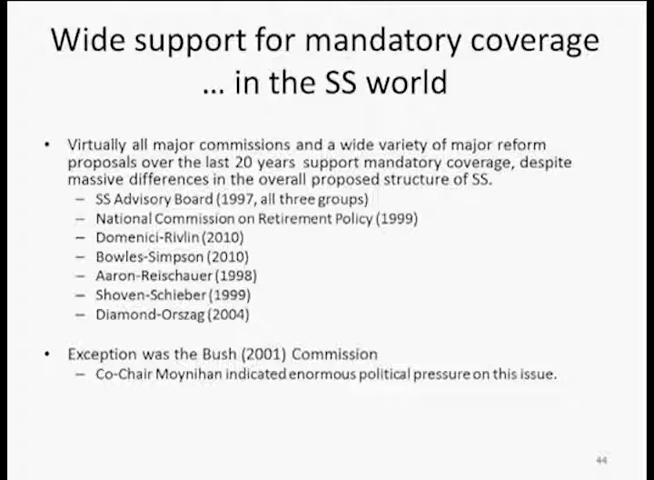 Wide support for mandatory coverage
... in the SS world
• Virtually all major commissions and a wide variety of major reform
proposals over the last 20 years support mandatory coverage, despite
massive differences in the overall proposed structure of SS.
– SS Advisory Board (1997, all three groups)
– National Commission on Retirement Policy (1999)
– Domenici-Rivlin (2010)
– Bowles-Simpson (2010)
– Aaron-Reischauer (1998)
– Shoven-Schieber (1999)
– Diamond-Orszag (2004)
• Exception was the Bush (2001) Commission
– Co-Chair Moynihan indicated enormous political pressure on this issue.
44